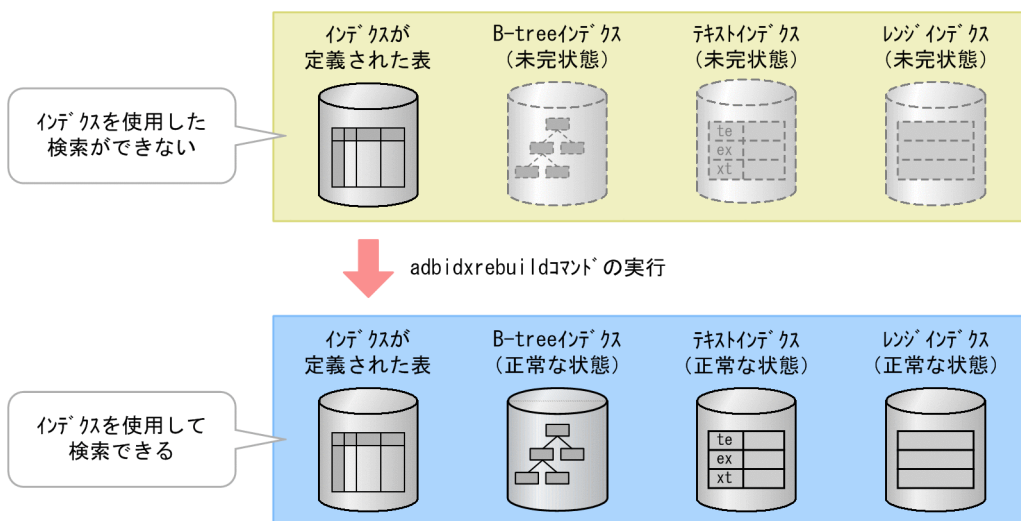 ｲﾝﾃﾞｸｽが
定義された表
B-treeｲﾝﾃﾞｸｽ
(未完状態)
ﾃｷｽﾄｲﾝﾃﾞｸｽ
(未完状態)
ﾚﾝｼﾞｲﾝﾃﾞｸｽ
(未完状態)
ｲﾝﾃﾞｸｽを使用した
検索ができない
te
ex
xt
adbidxrebuildｺﾏﾝﾄﾞの実行
ｲﾝﾃﾞｸｽが
定義された表
B-treeｲﾝﾃﾞｸｽ
(正常な状態)
ﾃｷｽﾄｲﾝﾃﾞｸｽ
(正常な状態)
ﾚﾝｼﾞｲﾝﾃﾞｸｽ
(正常な状態)
ｲﾝﾃﾞｸｽを使用して
検索できる
te
ex
xt